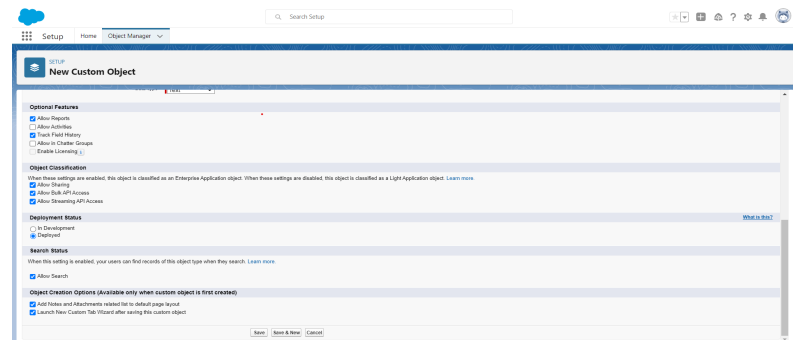 Search Setup
Setup
Home
Object Manager
SETUP
New Custom Object
Text
Optional Features
Allow Reports
Allow Activities
Track Field History
Allow in Chatter Groups
Enable Licensing i
Object Classification
When these settings are enabled, this object is classified as an Enterprise Application object. When these settings are disabled, this object is classified as a Light Application object. Learn more.
Allow Sharing
Allow Bulk API Access
Allow Streaming API Access
Deployment Status
What is this?
In Development
Deployed
Search Status
When this setting is enabled, your users can find records of this object type when they search. Learn more.
Allow Search
Object Creation Options (Available only when custom object is first created)
Add Notes and Attachments related list to default page layout
Launch New Custom Tab Wizard after saving this custom object
Save
Save & New
Cancel